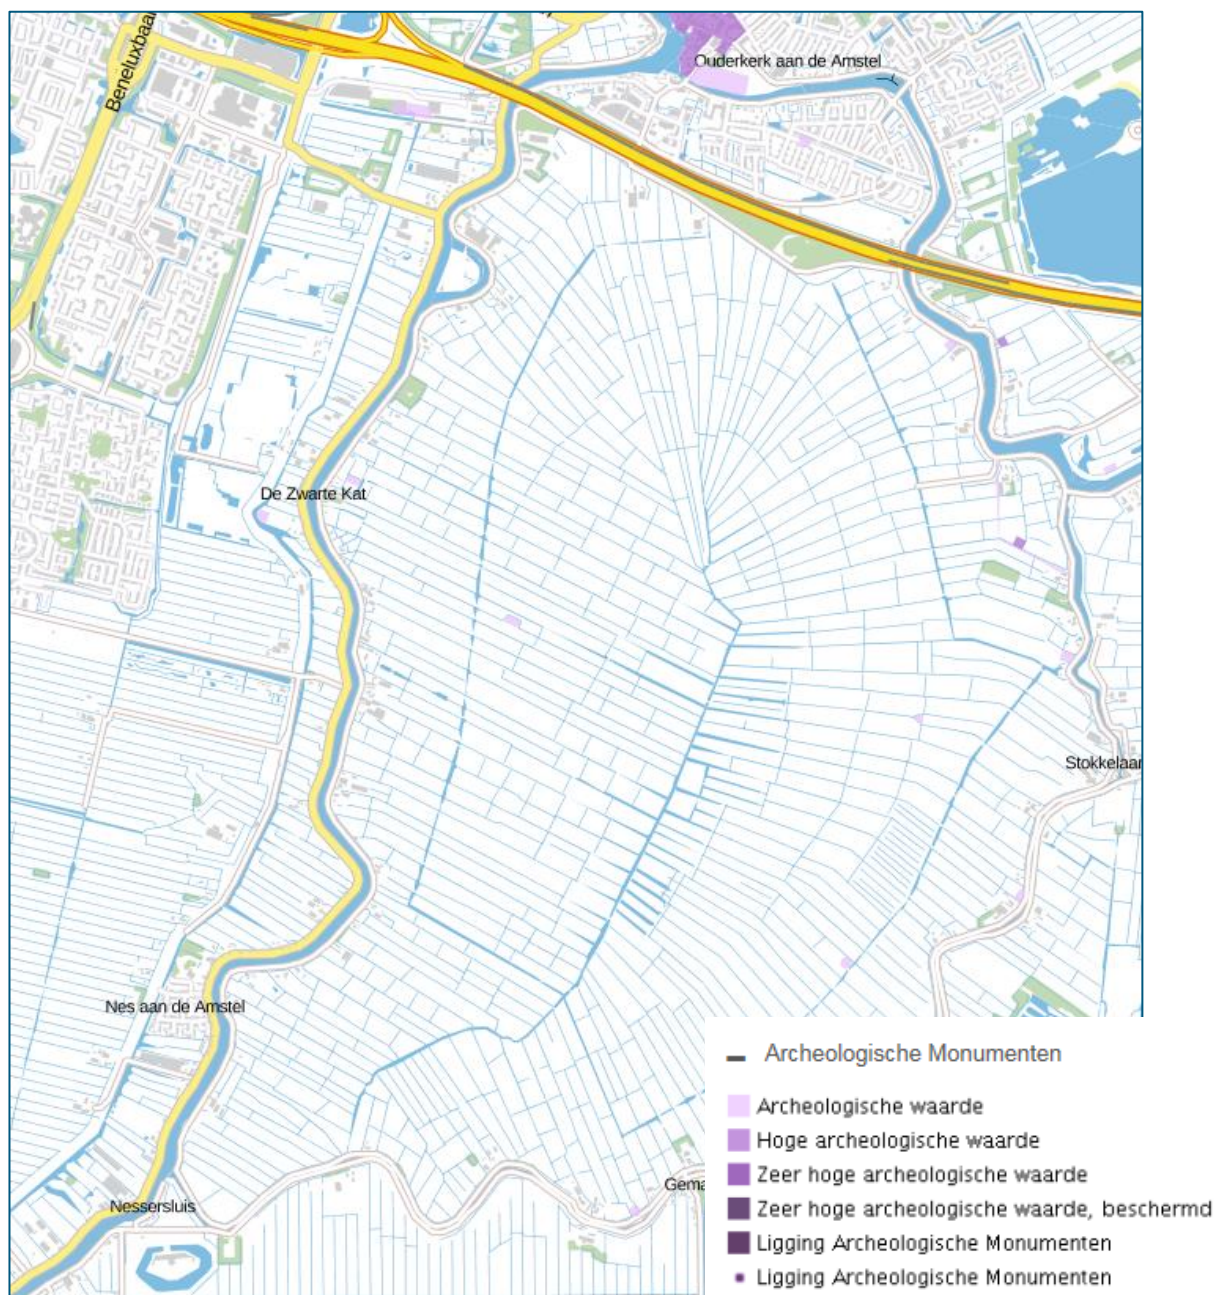 Beneluxbaan
Ouderkerk aan de Amstel
De Zwarte Kat
Stokkelaar
Nes aan de Amstel
Gema
Nessersluis
Archeologische Monumenten
Archeologische waarde
Hoge archeologische waarde
Zeer hoge archeologische waarde
Zeer hoge archeologische waarde, beschermd
Ligging Archeologische Monumenten
Ligging Archeologische Monumenten